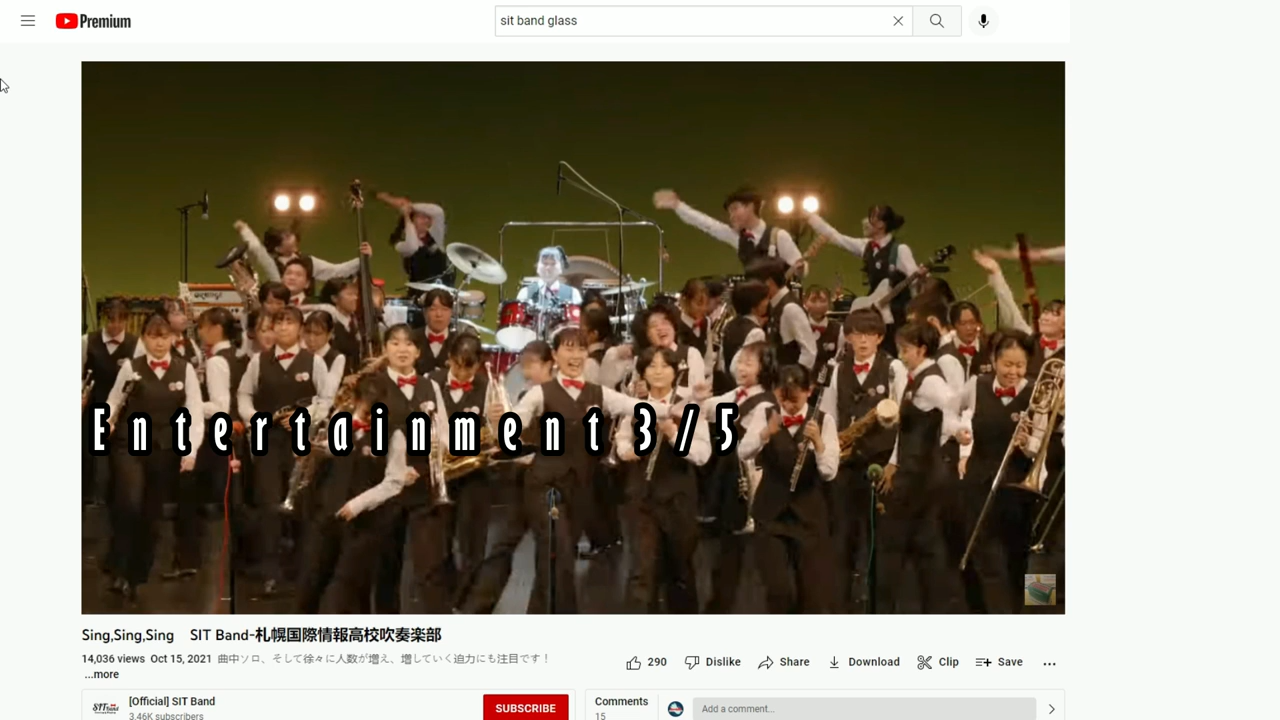 Premium
sit band glass
Entertainment 3/5
Sing,Sing,Sing SIT Band-札幌国際情報高校吹奏楽部
14,036 views Oct 15, 2021 曲中ソロ、そして徐々に人数が増え、増していく迫力にも注目です！
...more
290 Dislike Share Download Clip Save
[Official] SIT Band
3.46K subscribers
SUBSCRIBE
Comments
15
Add a comment...